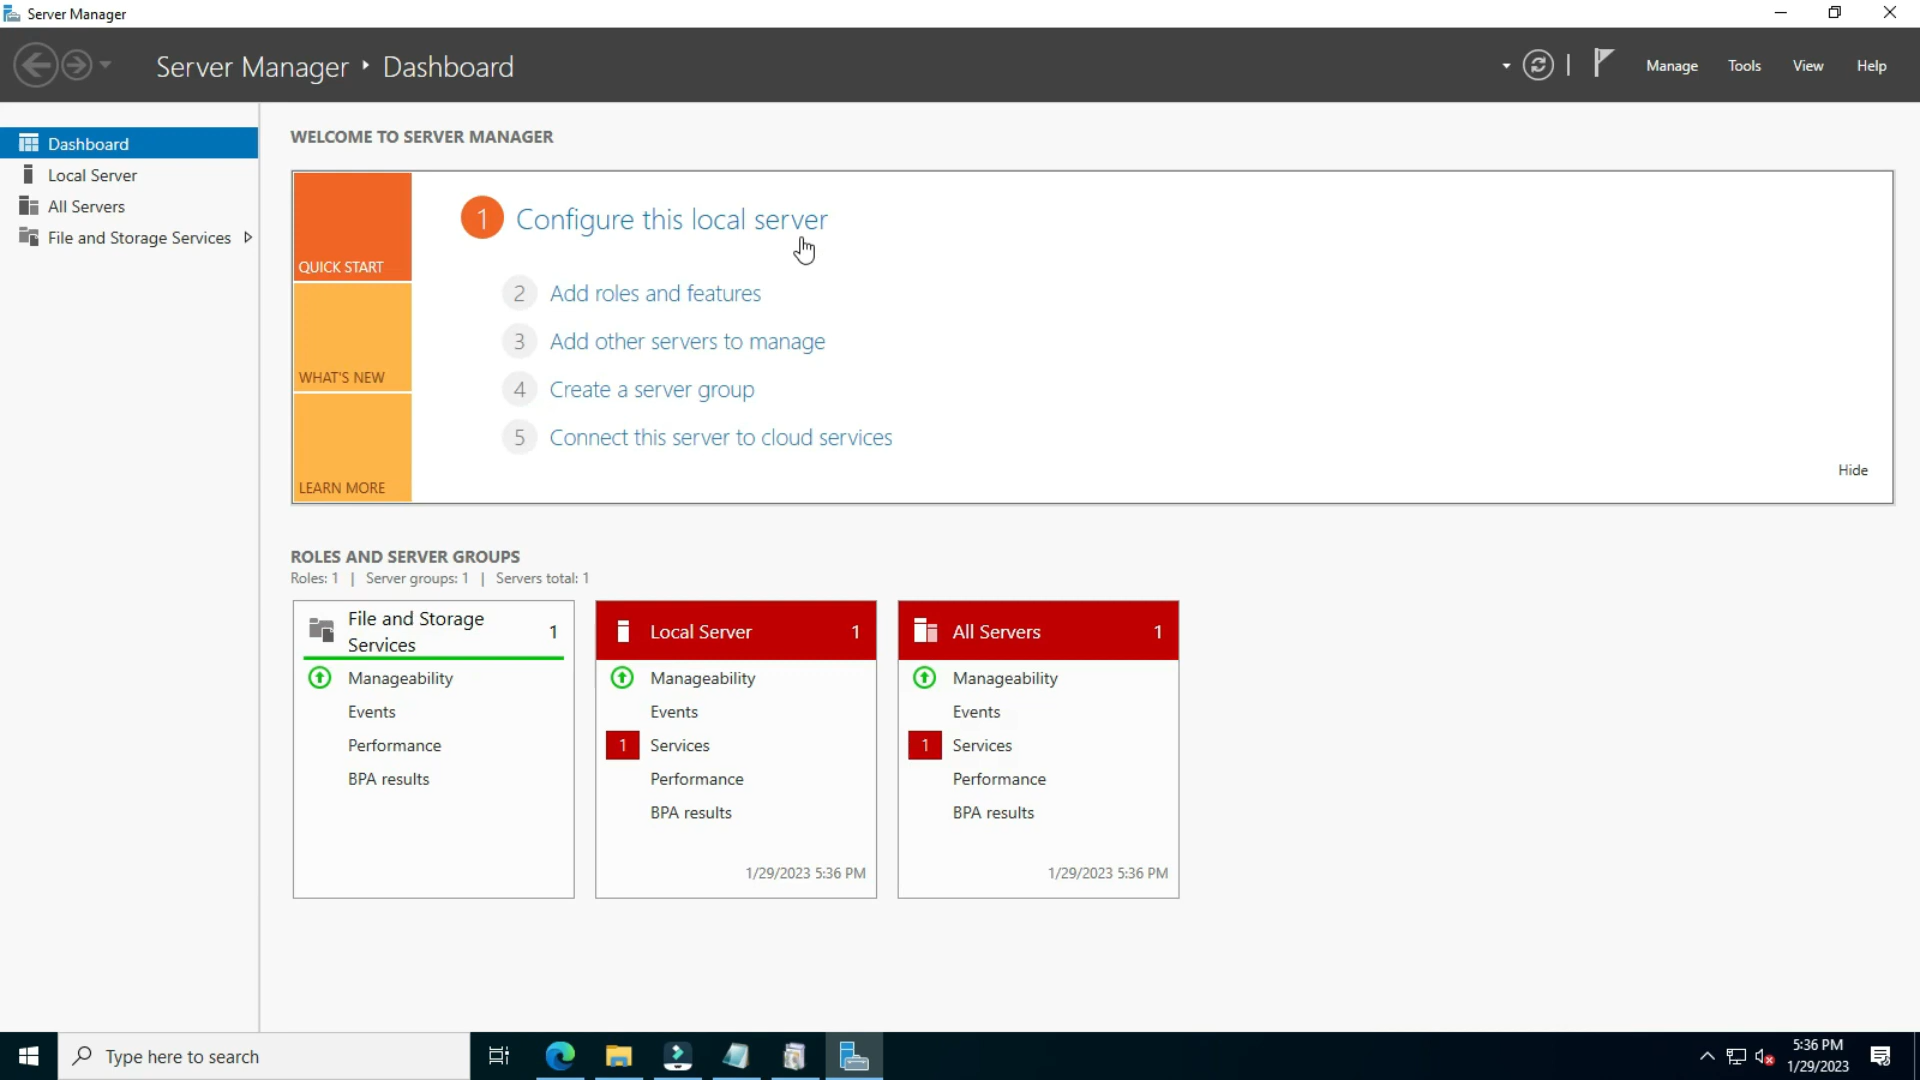 Server Manager
Server Manager ‣ Dashboard
Manage Tools View Help
Dashboard
Local Server
All Servers
File and Storage Services
WELCOME TO SERVER MANAGER
QUICK START
WHAT'S NEW
LEARN MORE
1 Configure this local server
2 Add roles and features
3 Add other servers to manage
4 Create a server group
5 Connect this server to cloud services
Hide
ROLES AND SERVER GROUPS
Roles: 1 | Server groups: 1 | Servers total: 1
File and Storage
Services 1
Manageability
Events
Performance
BPA results
Local Server 1
Manageability
Events
1 Services
Performance
BPA results
1/29/2023 5:36 PM
All Servers 1
Manageability
Events
1 Services
Performance
BPA results
1/29/2023 5:36 PM
Type here to search
5:36 PM
1/29/2023